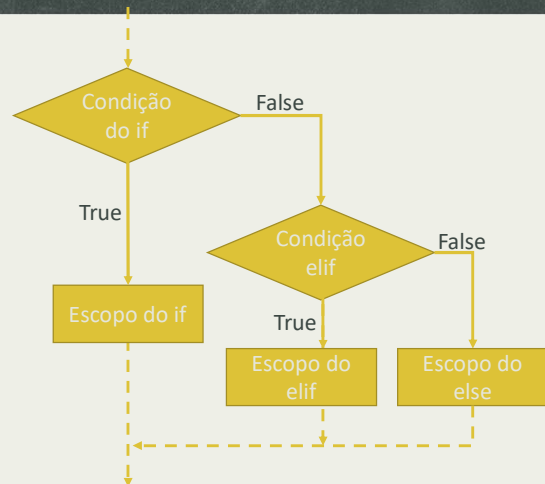 Condição
do if
False
True
Condição
elif
False
Escopo do if
True
Escopo do
elif
Escopo do
else